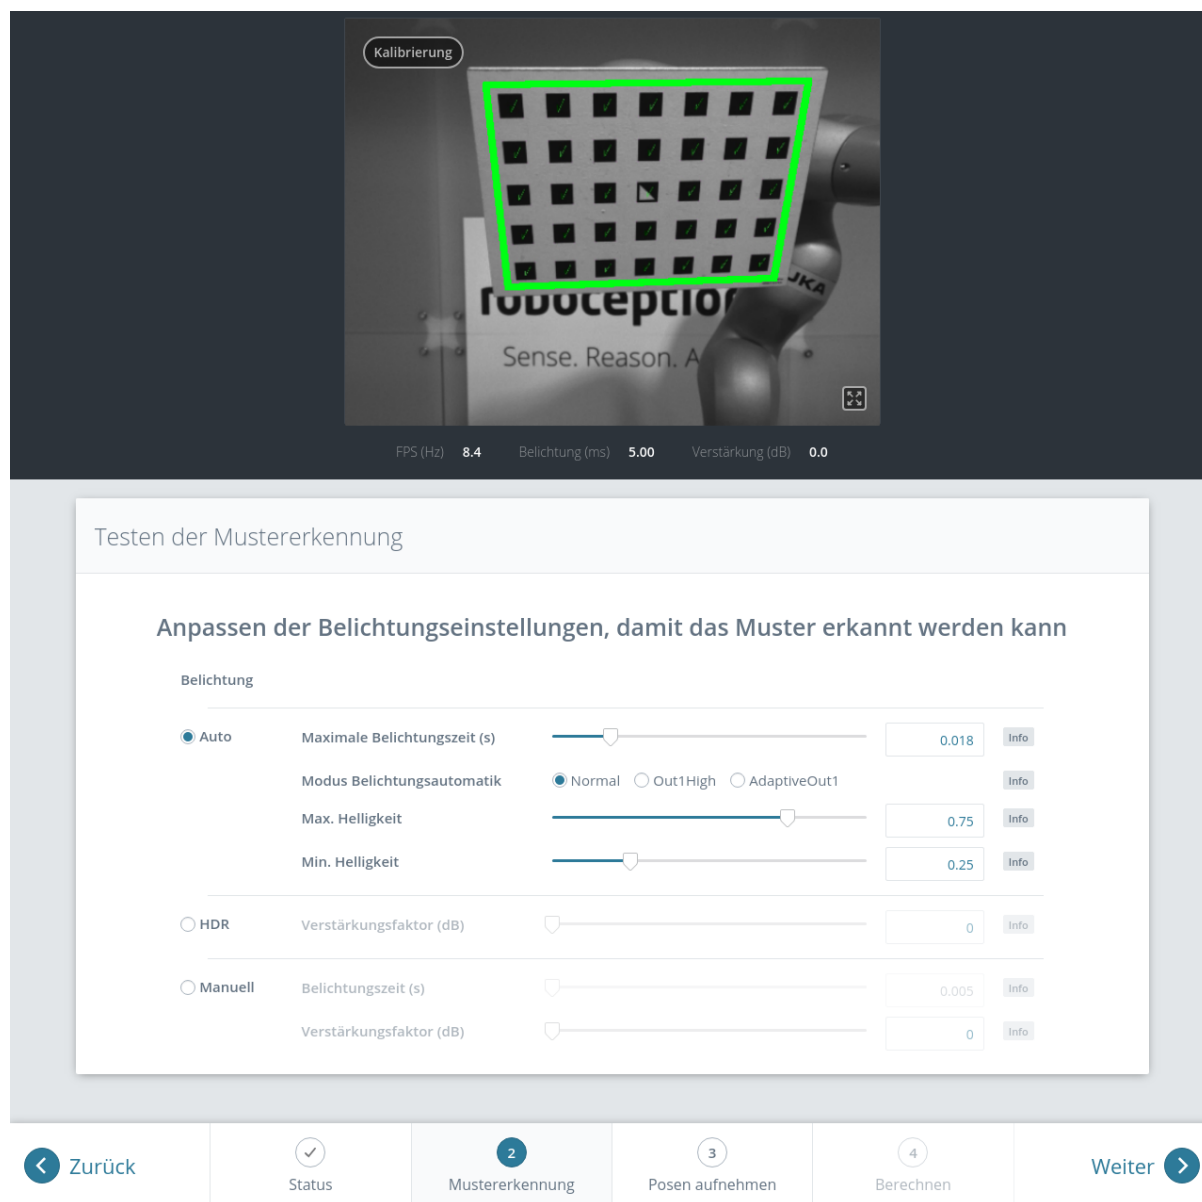 Kalibrierung
JKA
roboception
Sense. Reason. A
FPS (Hz) 8.4 Belichtung (ms) 5.00 Verstärkung (dB) 0.0
Testen der Mustererkennung
Anpassen der Belichtungseinstellungen, damit das Muster erkannt werden kann
Belichtung
Auto Maximale Belichtungszeit (s) 0.018 Info
Modus Belichtungsautomatik Normal Out1High AdaptiveOut1 Info
Max. Helligkeit 0.75 Info
Min. Helligkeit 0.25 Info
HDR Verstärkungsfaktor (dB) 0 Info
Manuell Belichtungszeit (s) 0.005 Info
Verstärkungsfaktor (dB) 0 Info
Zurück Status 2 Mustererkennung 3 Posen aufnehmen 4 Berechnen Weiter